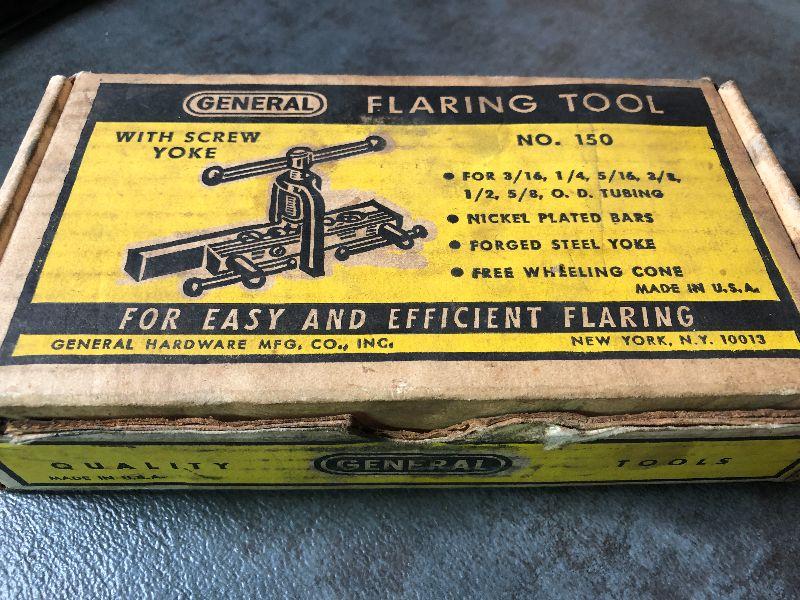 GENERAL FLARING TOOL
WITH SCREW
YOKE
NO. 150
• FOR 3/16, 1/4, 5/16, 3/8,
1/2, 5/8, O. D. TUBING
• NICKEL PLATED BARS
• FORGED STEEL YOKE
• FREE WHEELING CONE
MADE IN U.S.A.
FOR EASY AND EFFICIENT FLARING
GENERAL HARDWARE MFG. CO., INC. NEW YORK, N.Y. 10013
QUALITY GENERAL TOOLS
MADE IN U.S.A.